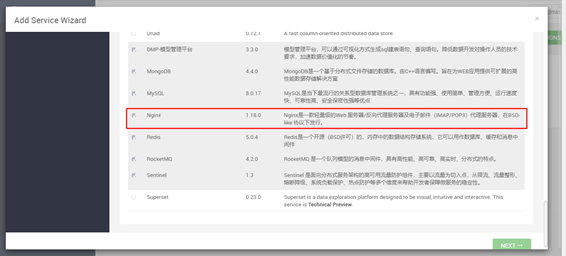 Add Service Wizard ×
Druid 0.12.1 A fast column-oriented distributed data store.
DMP-模型管理平台 3.3.0 模型管理平台、可以通过可视化方式生成sql建表语句、查询语句。降低数据开发对操作人员的技术
要求、加速数据价值化的节奏。
MongoDB 4.4.0 MongoDB是一个基于分布式文件存储的数据库。由C++语言编写。旨在为WEB应用提供可扩展的高
性能数据存储解决方案
MySQL 8.0.17 MySQL是当下最流行的关系型数据库管理系统之一、具有功能强、使用简单、管理方便、运行速度
快、可靠性高、安全保密性强等优点
Nginx 1.18.0 Nginx是一款轻量级的Web 服务器/反向代理服务器及电子邮件（IMAP/POP3）代理服务器、在BSD-
like 协议下发行。
Redis 5.0.4 Redis是一个开源（BSD许可）的、内存中的数据结构存储系统、它可以用作数据库、缓存和消息中
间件
RocketMQ 4.2.0 RocketMQ 是一个队列模型的消息中间件、具有高性能、高可靠、高实时、分布式的特点。
Sentinel 1.3 Sentinel 是面向分布式服务架构的高可用流量防护组件、主要以流量为切入点、从限流、流量整形、
熔断降级、系统负载保护、热点防护等多个维度来帮助开发者保障微服务的稳定性。
Superset 0.23.0 Superset is a data exploration platform designed to be visual, intuitive and interactive. This
service is Technical Preview.
NEXT →